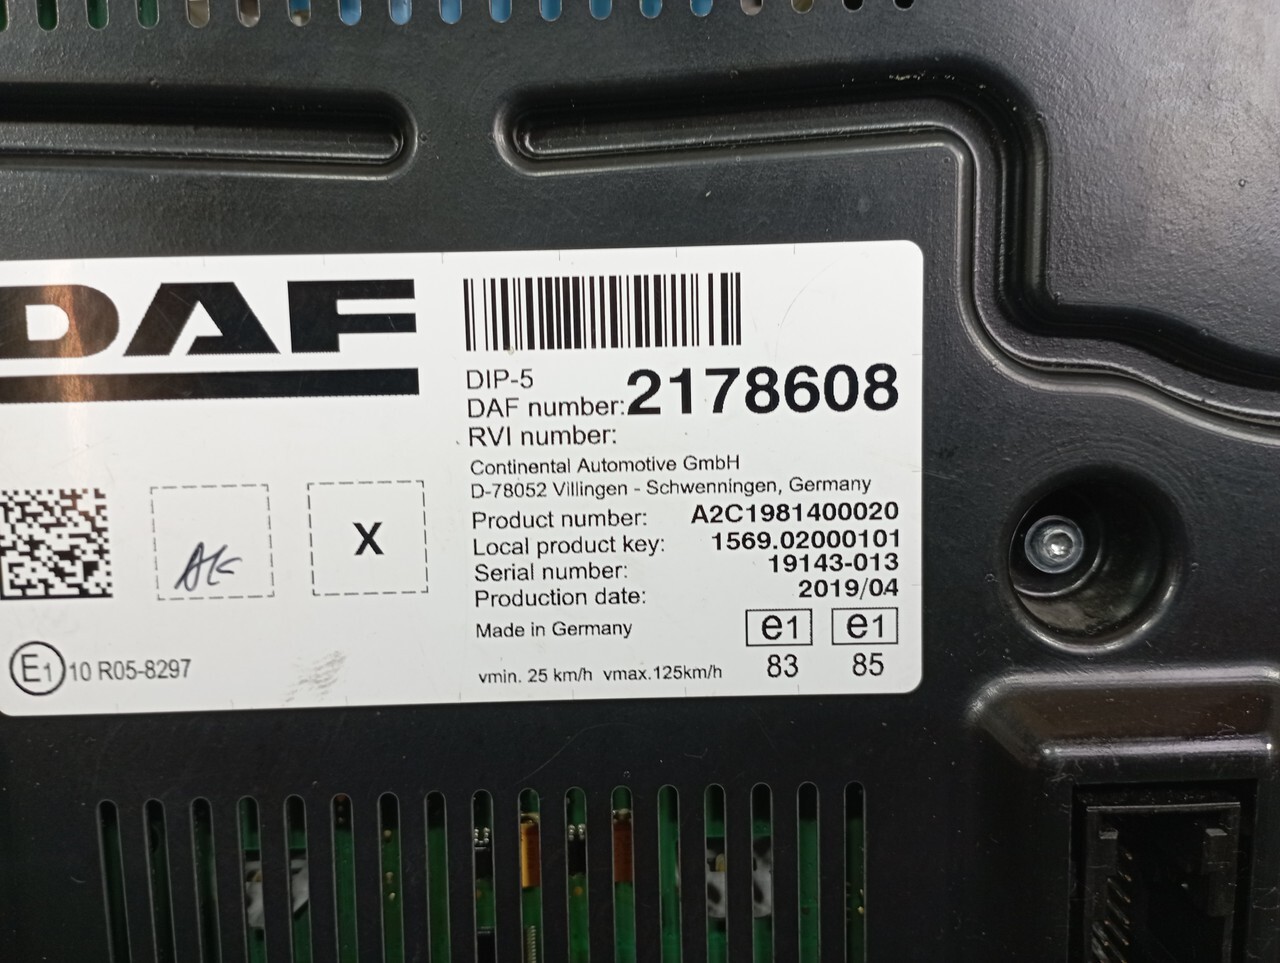 DAF
DIP-5
DAF number: 2178608
RVI number:
Continental Automotive GmbH
D-78052 Villingen - Schwenningen, Germany
Product number: A2C1981400020
Local product key: 1569.02000101
Serial number: 19143-013
Production date: 2019/04
X
Made in Germany
e1 e1
83 85
vmin. 25 km/h vmax.125km/h
E1 10 R05-8297